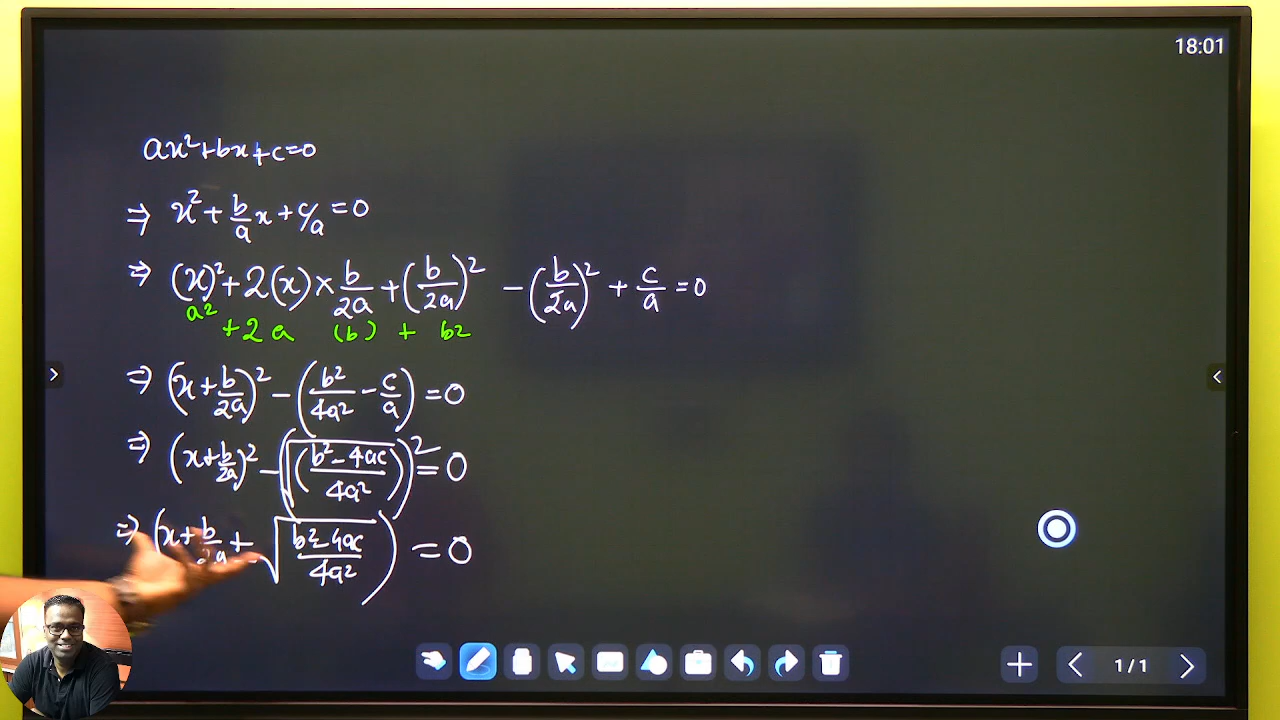 18:01
ax²+bx+c=0
⇒ x²+b/a x+c/a=0
⇒ (x)²+2(x)×b/2a+(b/2a)² -(b/2a)²+c/a=0
a²+2a (b) + b2
⇒ (x+b/2a)²-(b²/4a²-c/a)=0
⇒ (x+b/2a)²-(√((b²-4ac)/4a²))²=0
⇒ (x+b/2a±√((b²-4ac)/4a²))=0
1/1